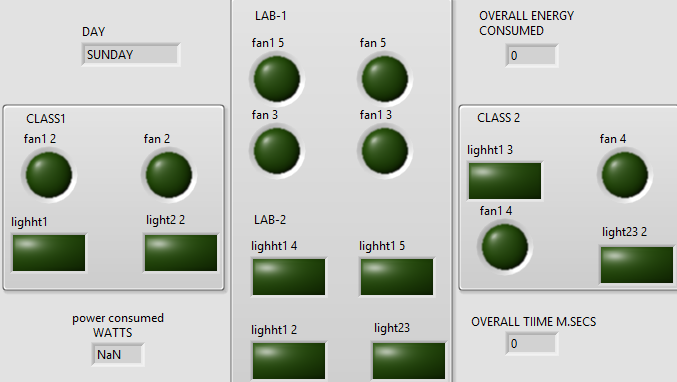 DAY
SUNDAY
CLASS1
fan1 2
fan 2
lighht1
light2 2
power consumed
WATTS
NaN
LAB-1
fan1 5
fan 5
fan 3
fan1 3
LAB-2
lighht1 4
lighht1 5
lighht1 2
light23
OVERALL ENERGY
CONSUMED
0
CLASS 2
lighht1 3
fan 4
fan1 4
light23 2
OVERALL TIIME M.SECS
0